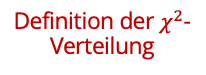 Definition der χ²-
Verteilung